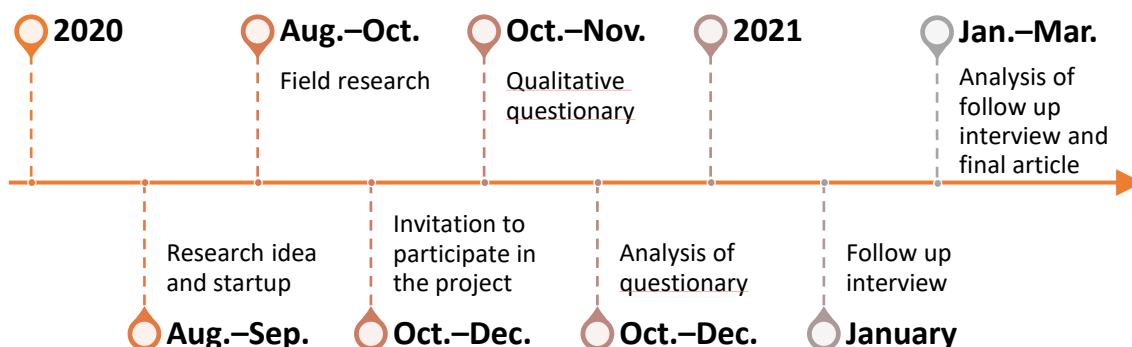 2020
Aug.–Oct.
Field research
Oct.–Nov.
Qualitative
questionary
2021
Jan.–Mar.
Analysis of
follow up
interview and
final article
Research idea
and startup
Aug.–Sep.
Invitation to
participate in
the project
Oct.–Dec.
Analysis of
questionary
Oct.–Dec.
Follow up
interview
January